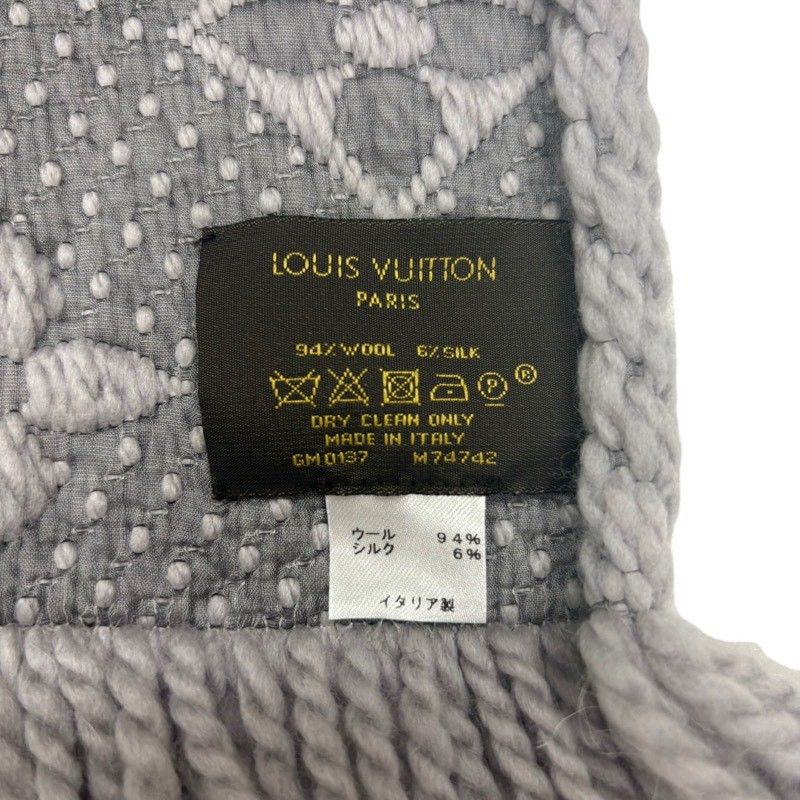 LOUIS VUITTON
PARIS
94% WOOL 6% SILK
P ®
DRY CLEAN ONLY
MADE IN ITALY
GM0137 M74742
ウール 94%
シルク 6%
イタリア製